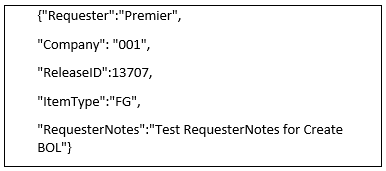 {"Requester":"Premier",
"Company": "001",
"ReleaseID":13707,
"ItemType":"FG",
"RequesterNotes":"Test RequesterNotes for Create
BOL"}